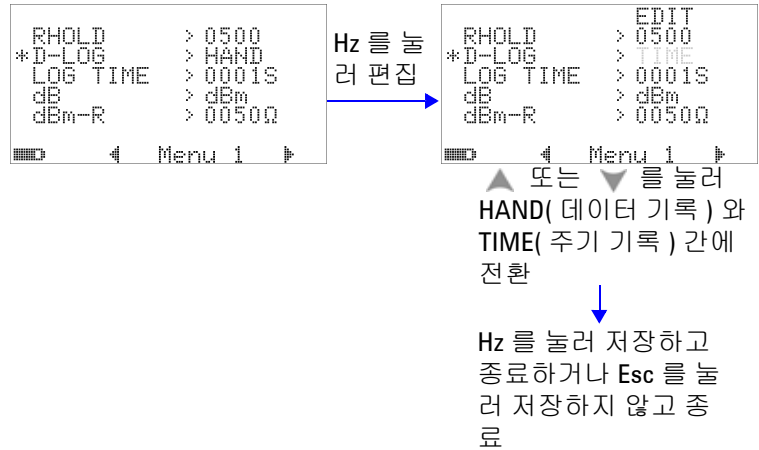 RHOLD > 0500
*D-LOG > HAND
LOG TIME > 0001S
dB > dBm
dBm-R > 0050Ω
Menu 1
Hz 를 눌
러 편집
EDIT
RHOLD > 0500
*D-LOG > TIME
LOG TIME > 0001S
dB > dBm
dBm-R > 0050Ω
Menu 1
또는 를 눌러
HAND( 데이터 기록 ) 와
TIME( 주기 기록 ) 간에
전환
Hz 를 눌러 저장하고
종료하거나 Esc 를 눌
러 저장하지 않고 종
료